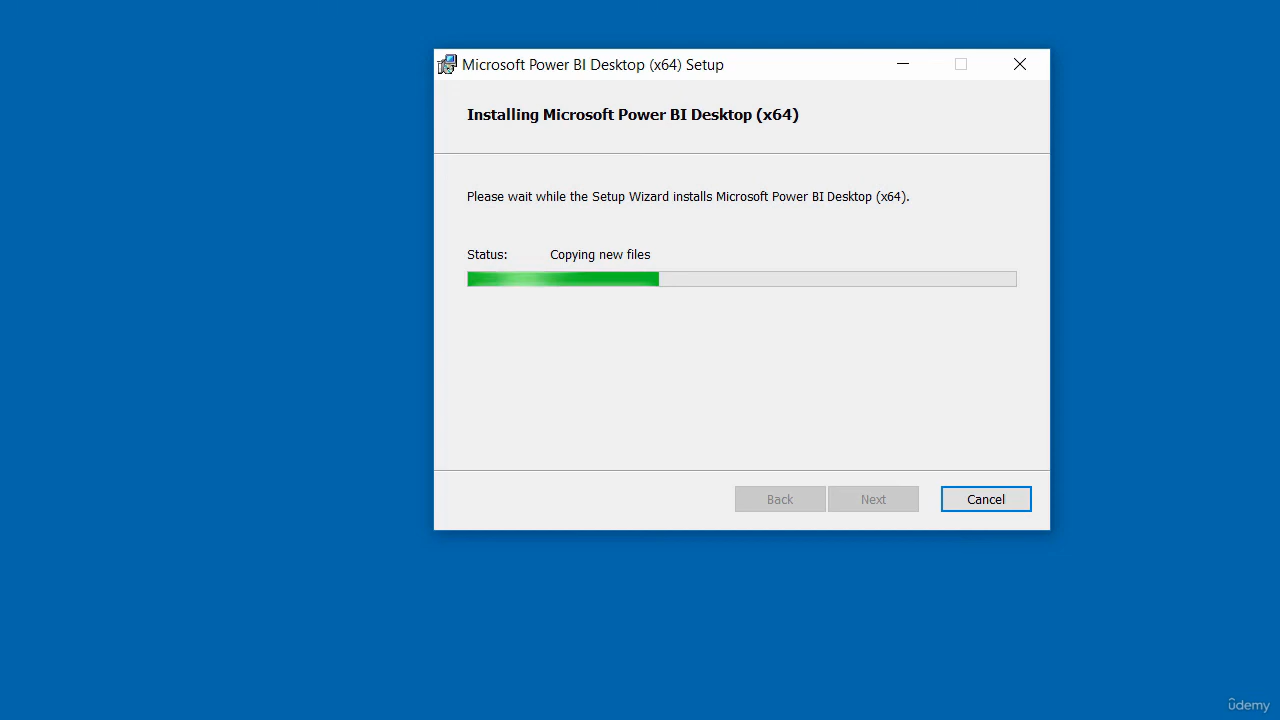 Microsoft Power BI Desktop (x64) Setup
Installing Microsoft Power BI Desktop (x64)
Please wait while the Setup Wizard installs Microsoft Power BI Desktop (x64).
Status: Copying new files
Back Next Cancel
ûdemy